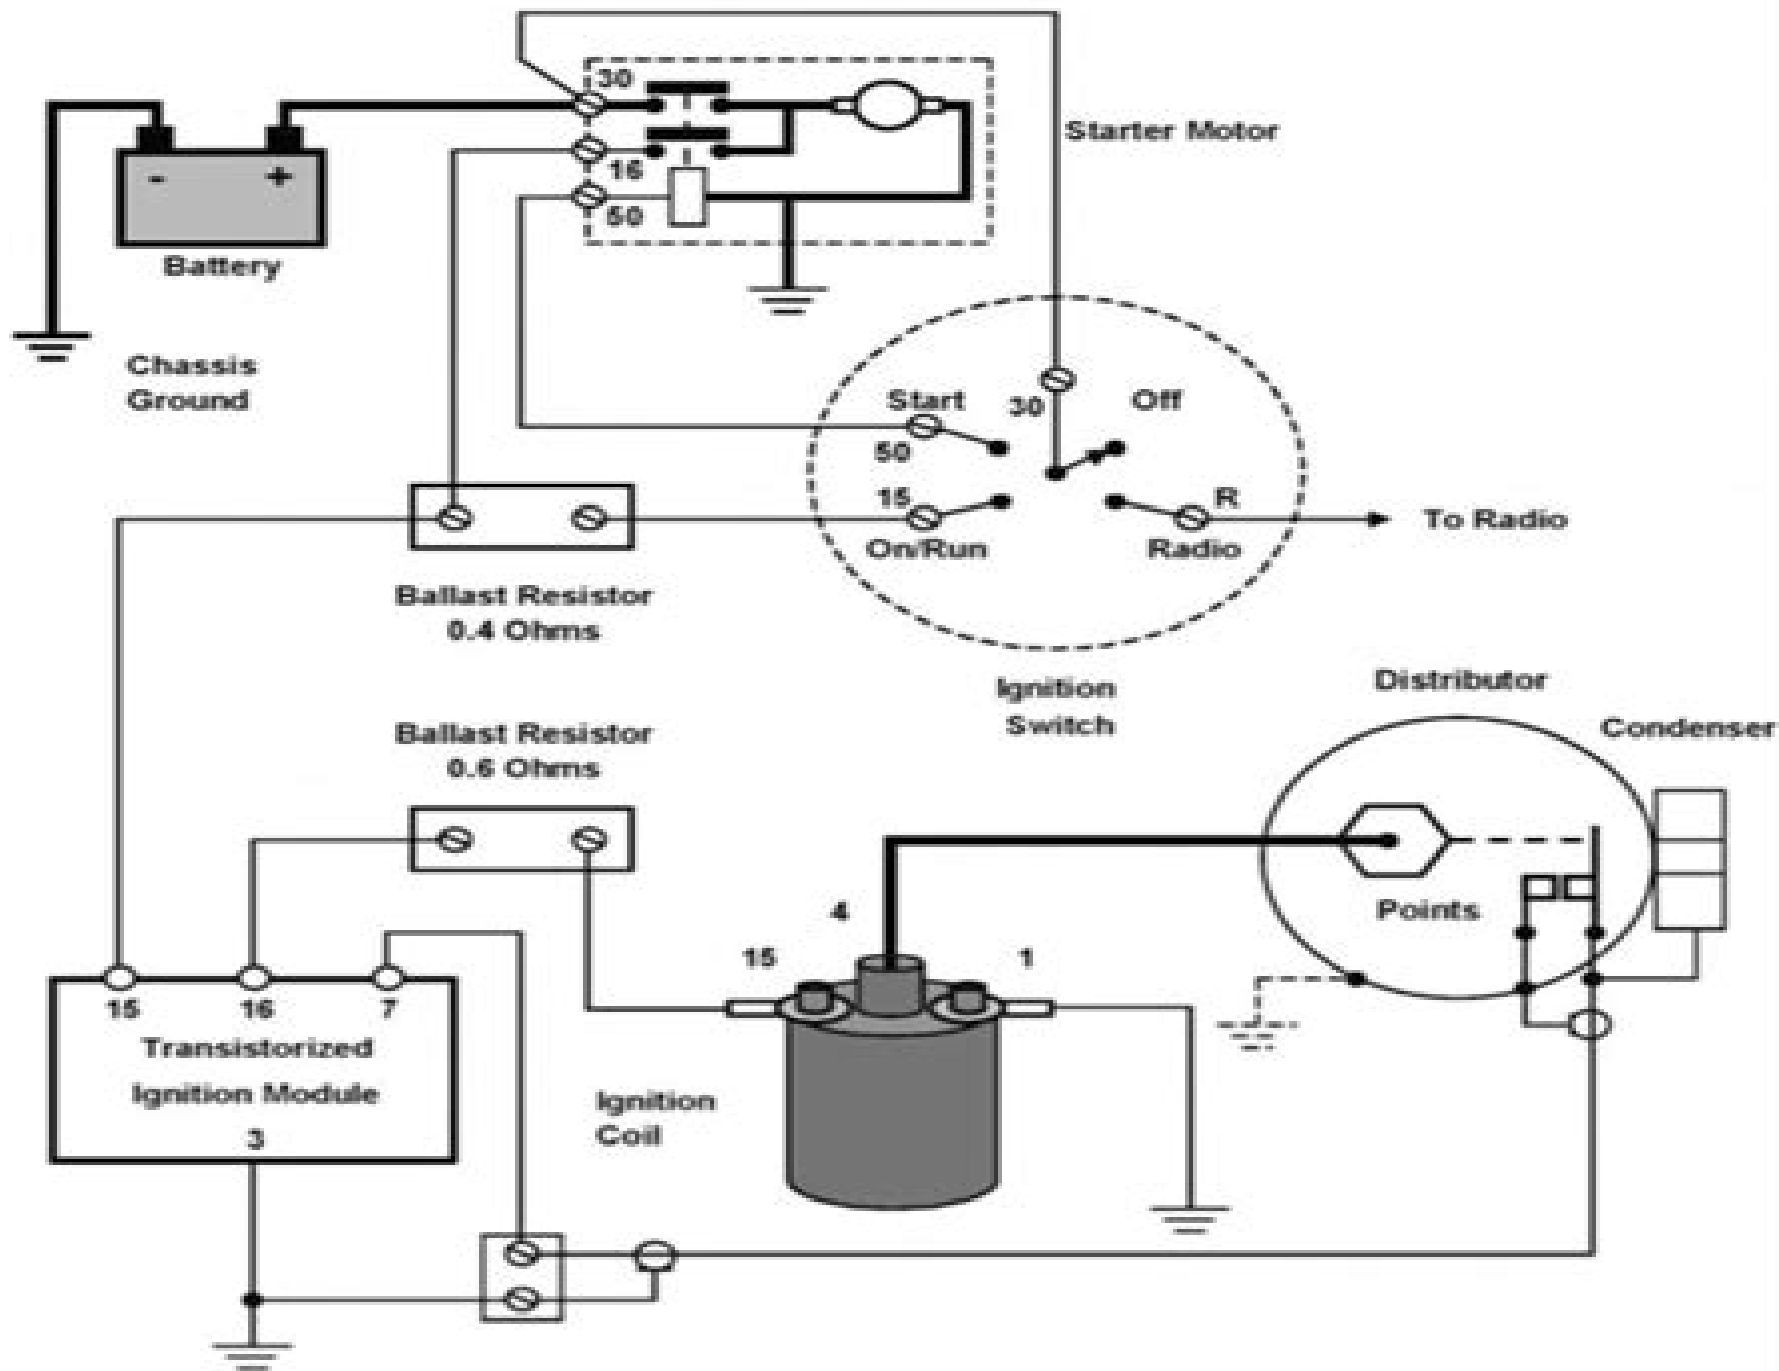 30
Starter Motor
16
- +
50
Battery
Chassis
Ground
Start
30
Off
50
15
R
To Radio
On/Run
Radio
Ballast Resistor
0.4 Ohms
Ignition
Switch
Distributor
Condenser
Ballast Resistor
0.6 Ohms
Points
4
15
1
15
16
7
Transistorized
Ignition Module
3
Ignition
Coil